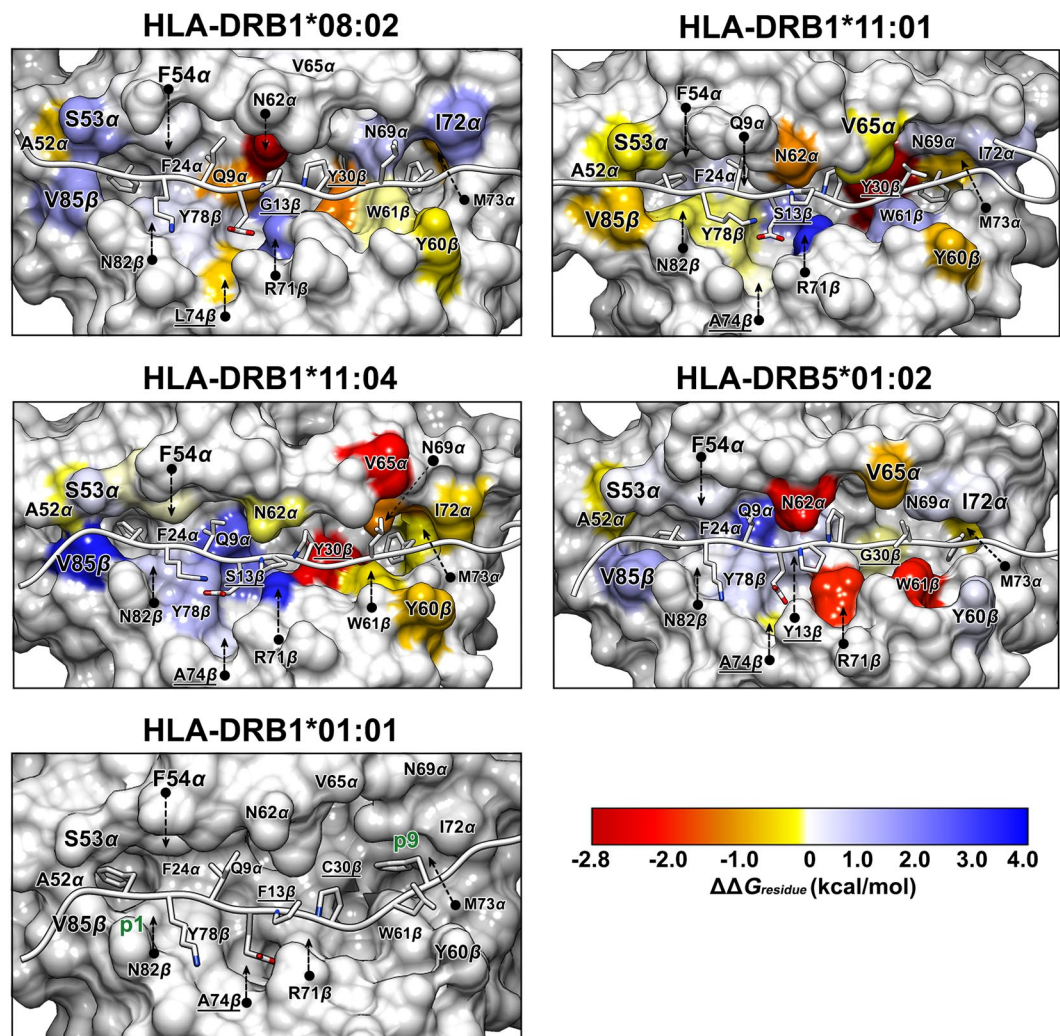 HLA-DRB1*08:02
V65α
F54α
N62α
S53α
N69α
I72α
A52α
F24α
Q9α
Y30β
V85β
G13β
M73α
Y78β
W61β
Y60β
N82β
R71β
L74β
HLA-DRB1*11:01
F54α
Q9α
V65α
S53α
N62α
N69α
I72α
A52α
F24α
Y30β
V85β
S13β
W61β
M73α
Y78β
N82β
R71β
Y60β
A74β
HLA-DRB1*11:04
F54α
N69α
V65α
S53α
A52α
N62α
I72α
F24α
Q9α
Y30β
V85β
S13β
M73α
N82β
Y78β
W61β
Y60β
A74β
R71β
HLA-DRB5*01:02
F54α
V65α
S53α
N62α
N69α
I72α
A52α
Q9α
F24α
G30β
M73α
V85β
Y78β
W61β
N82β
Y13β
Y60β
A74β
R71β
HLA-DRB1*01:01
N69α
F54α
V65α
N62α
S53α
I72α
p9
F24α
Q9α
C30β
A52α
F13β
M73α
V85β
p1
Y78β
W61β
N82β
Y60β
A74β
R71β
-2.8 -2.0 -1.0 0 1.0 2.0 3.0 4.0
ΔΔGresidue (kcal/mol)